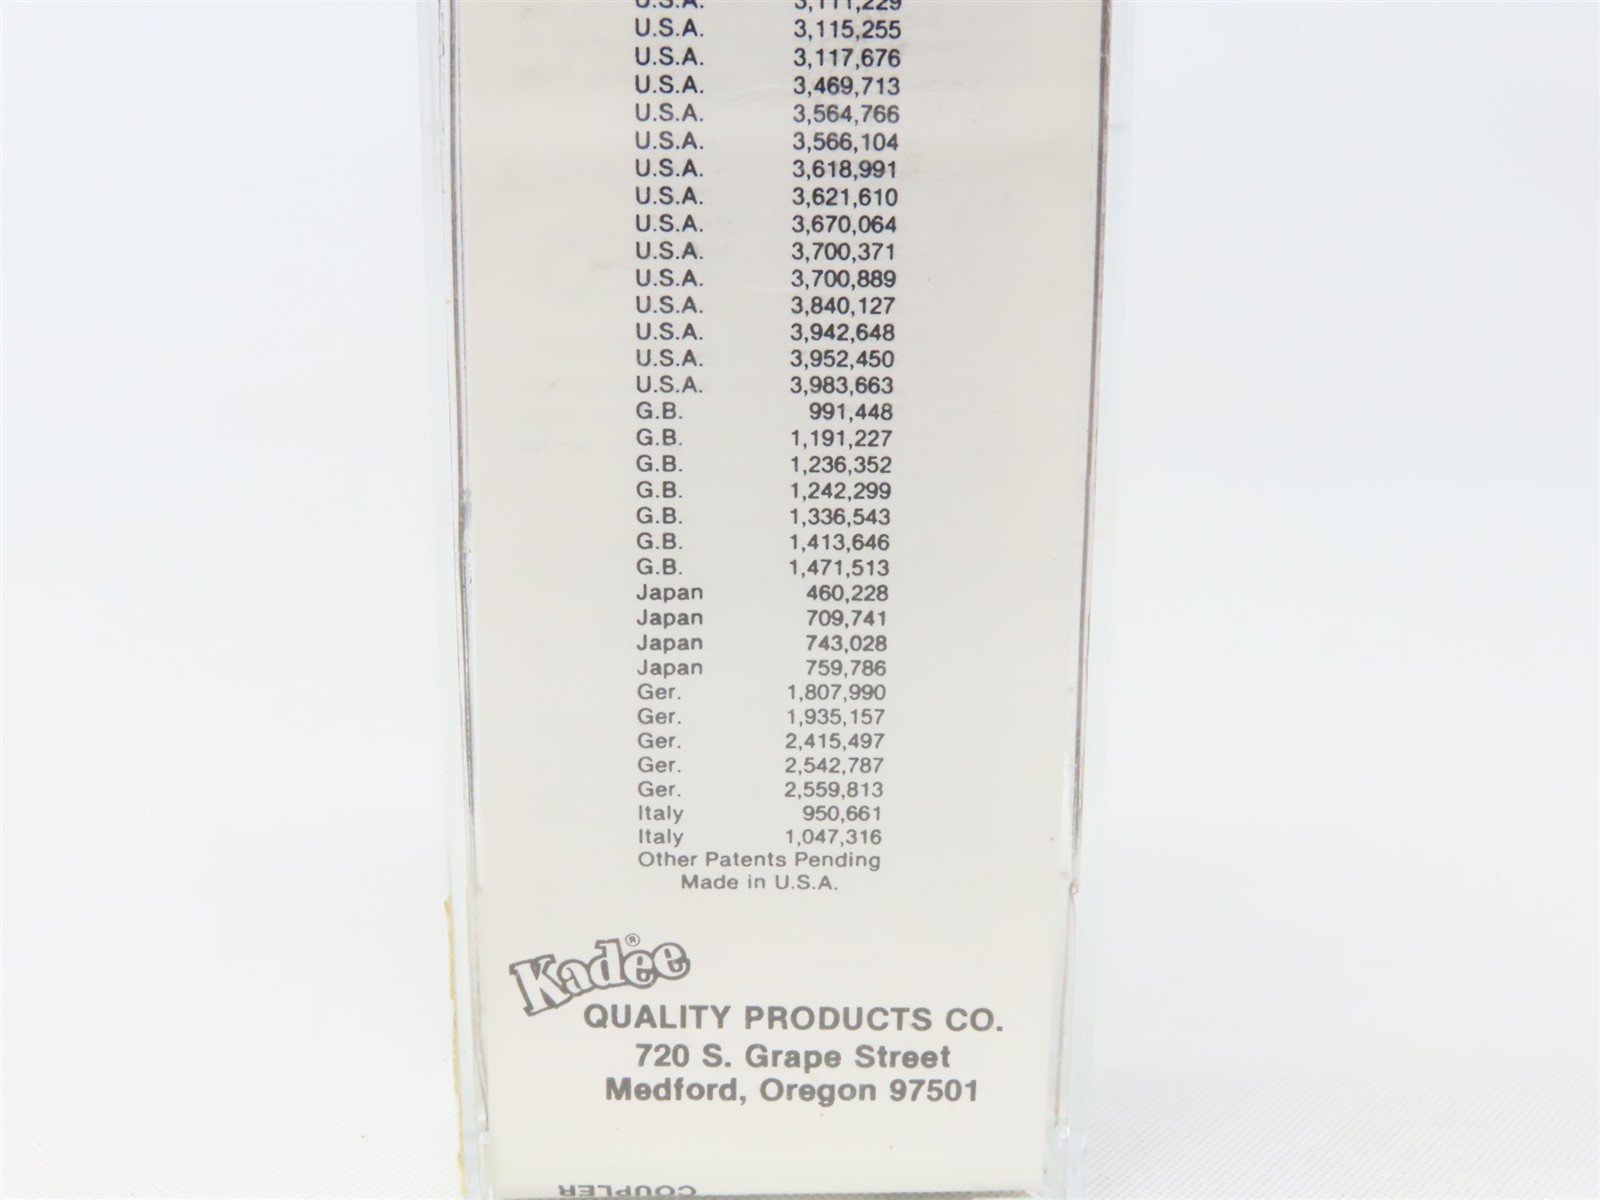 U.S.A. 3,111,229
U.S.A. 3,115,255
U.S.A. 3,117,676
U.S.A. 3,469,713
U.S.A. 3,564,766
U.S.A. 3,566,104
U.S.A. 3,618,991
U.S.A. 3,621,610
U.S.A. 3,670,064
U.S.A. 3,700,371
U.S.A. 3,700,889
U.S.A. 3,840,127
U.S.A. 3,942,648
U.S.A. 3,952,450
U.S.A. 3,983,663
G.B. 991,448
G.B. 1,191,227
G.B. 1,236,352
G.B. 1,242,299
G.B. 1,336,543
G.B. 1,413,646
G.B. 1,471,513
Japan 460,228
Japan 709,741
Japan 743,028
Japan 759,786
Ger. 1,807,990
Ger. 1,935,157
Ger. 2,415,497
Ger. 2,542,787
Ger. 2,559,813
Italy 950,661
Italy 1,047,316
Other Patents Pending
Made in U.S.A.
Kadee®
QUALITY PRODUCTS CO.
720 S. Grape Street
Medford, Oregon 97501
COUPLER